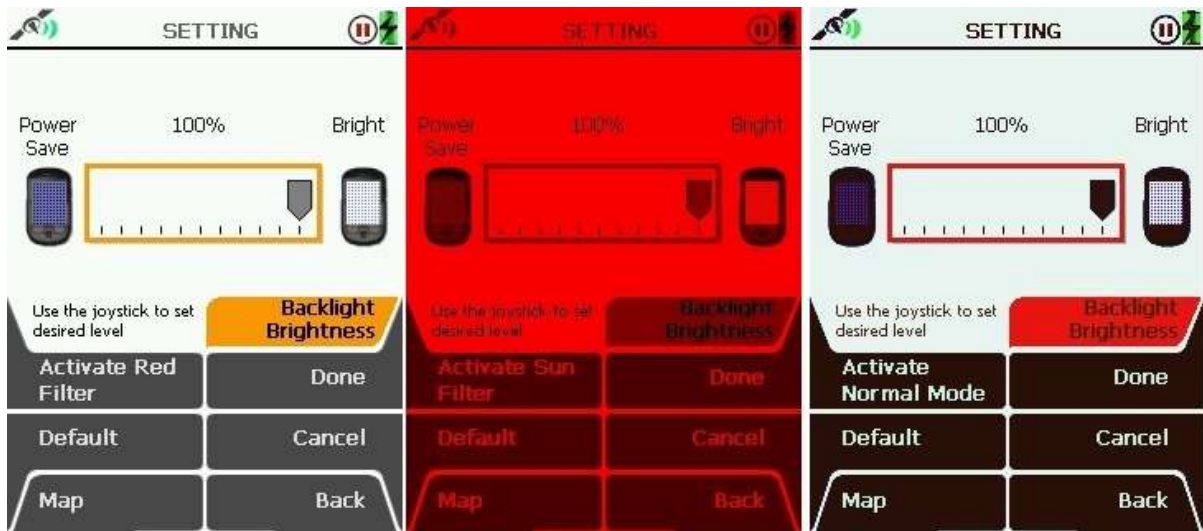 SETTING
Power
Save
100%
Bright
Use the joystick to set
desired level
Backlight
Brightness
Activate Red
Filter
Done
Default
Cancel
Map
Back
SETTING
Power
Save
100%
Bright
Use the joystick to set
desired level
Backlight
Brightness
Activate Sun
Filter
Done
Default
Cancel
Map
Back
SETTING
Power
Save
100%
Bright
Use the joystick to set
desired level
Backlight
Brightness
Activate
Normal Mode
Done
Default
Cancel
Map
Back